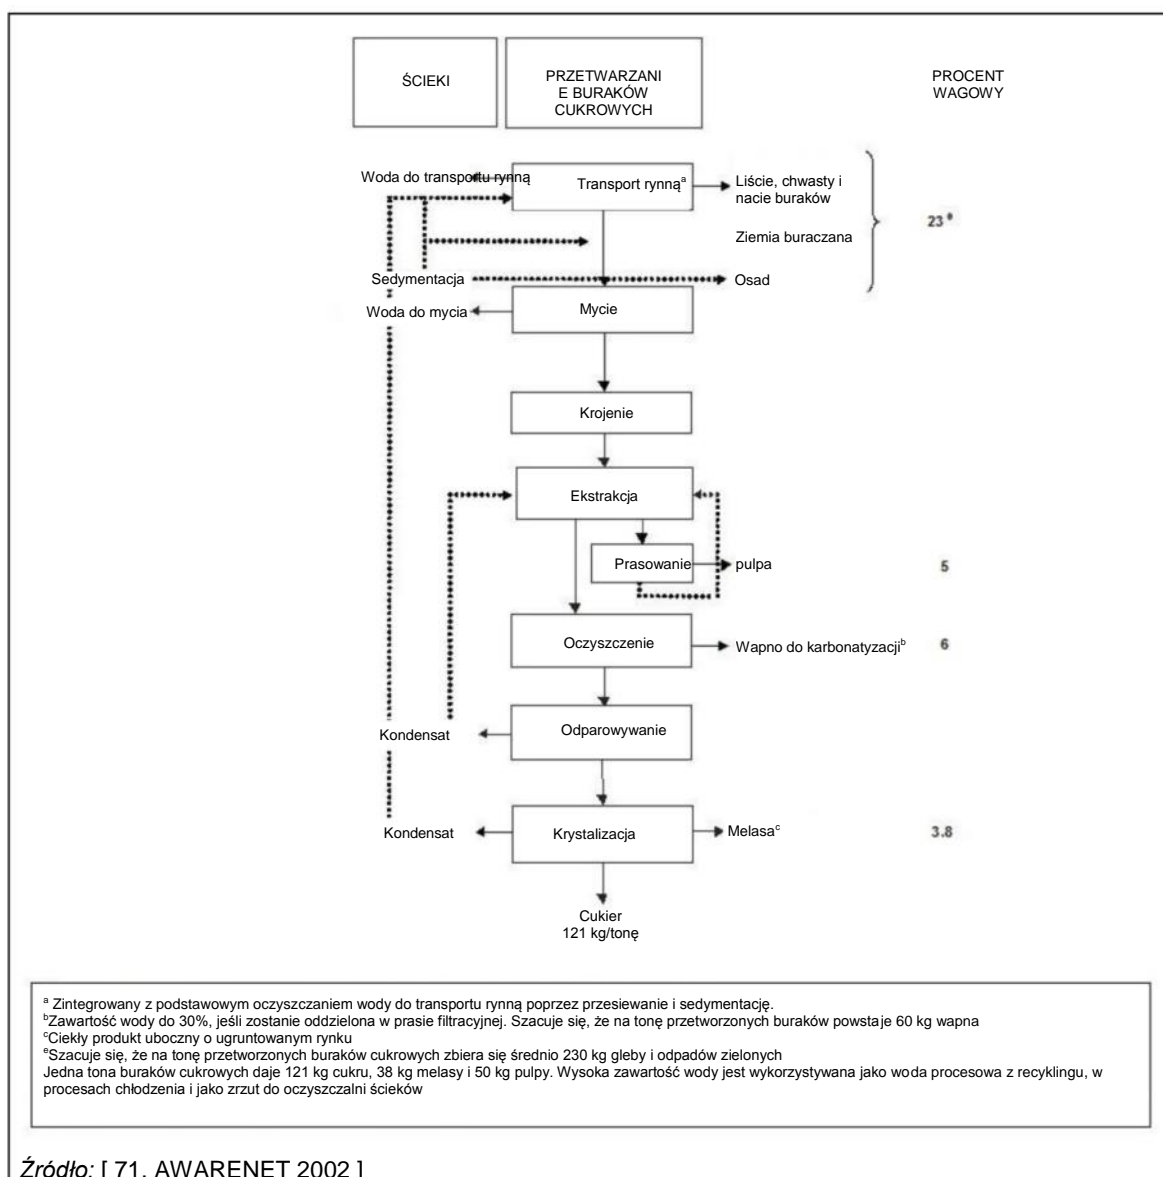 ŚCIEKI
PRZETWARZANI
E BURAKÓW
CUKROWYCH
PROCENT
WAGOWY
Woda do transportu rynną
Transport rynnąᵃ
Liście, chwasty i
nacie buraków
Ziemia buraczana
23 ᵉ
Sedymentacja
Osad
Woda do mycia
Mycie
Krojenie
Ekstrakcja
Prasowanie
pulpa
5
Oczyszczenie
Wapno do karbonatyzacjiᵇ
6
Kondensat
Odparowywanie
Kondensat
Krystalizacja
Melasaᶜ
3.8
Cukier
121 kg/tonę
ᵃ Zintegrowany z podstawowym oczyszczaniem wody do transportu rynną poprzez przesiewanie i sedymentację.
ᵇZawartość wody do 30%, jeśli zostanie oddzielona w prasie filtracyjnej. Szacuje się, że na tonę przetworzonych buraków powstaje 60 kg wapna
ᶜCiekły produkt uboczny o ugruntowanym rynku
ᵉSzacuje się, że na tonę przetworzonych buraków cukrowych zbiera się średnio 230 kg gleby i odpadów zielonych
Jedna tona buraków cukrowych daje 121 kg cukru, 38 kg melasy i 50 kg pulpy. Wysoka zawartość wody jest wykorzystywana jako woda procesowa z recyklingu, w
procesach chłodzenia i jako zrzut do oczyszczalni ścieków
Źródło: [ 71, AWARENET 2002 ]